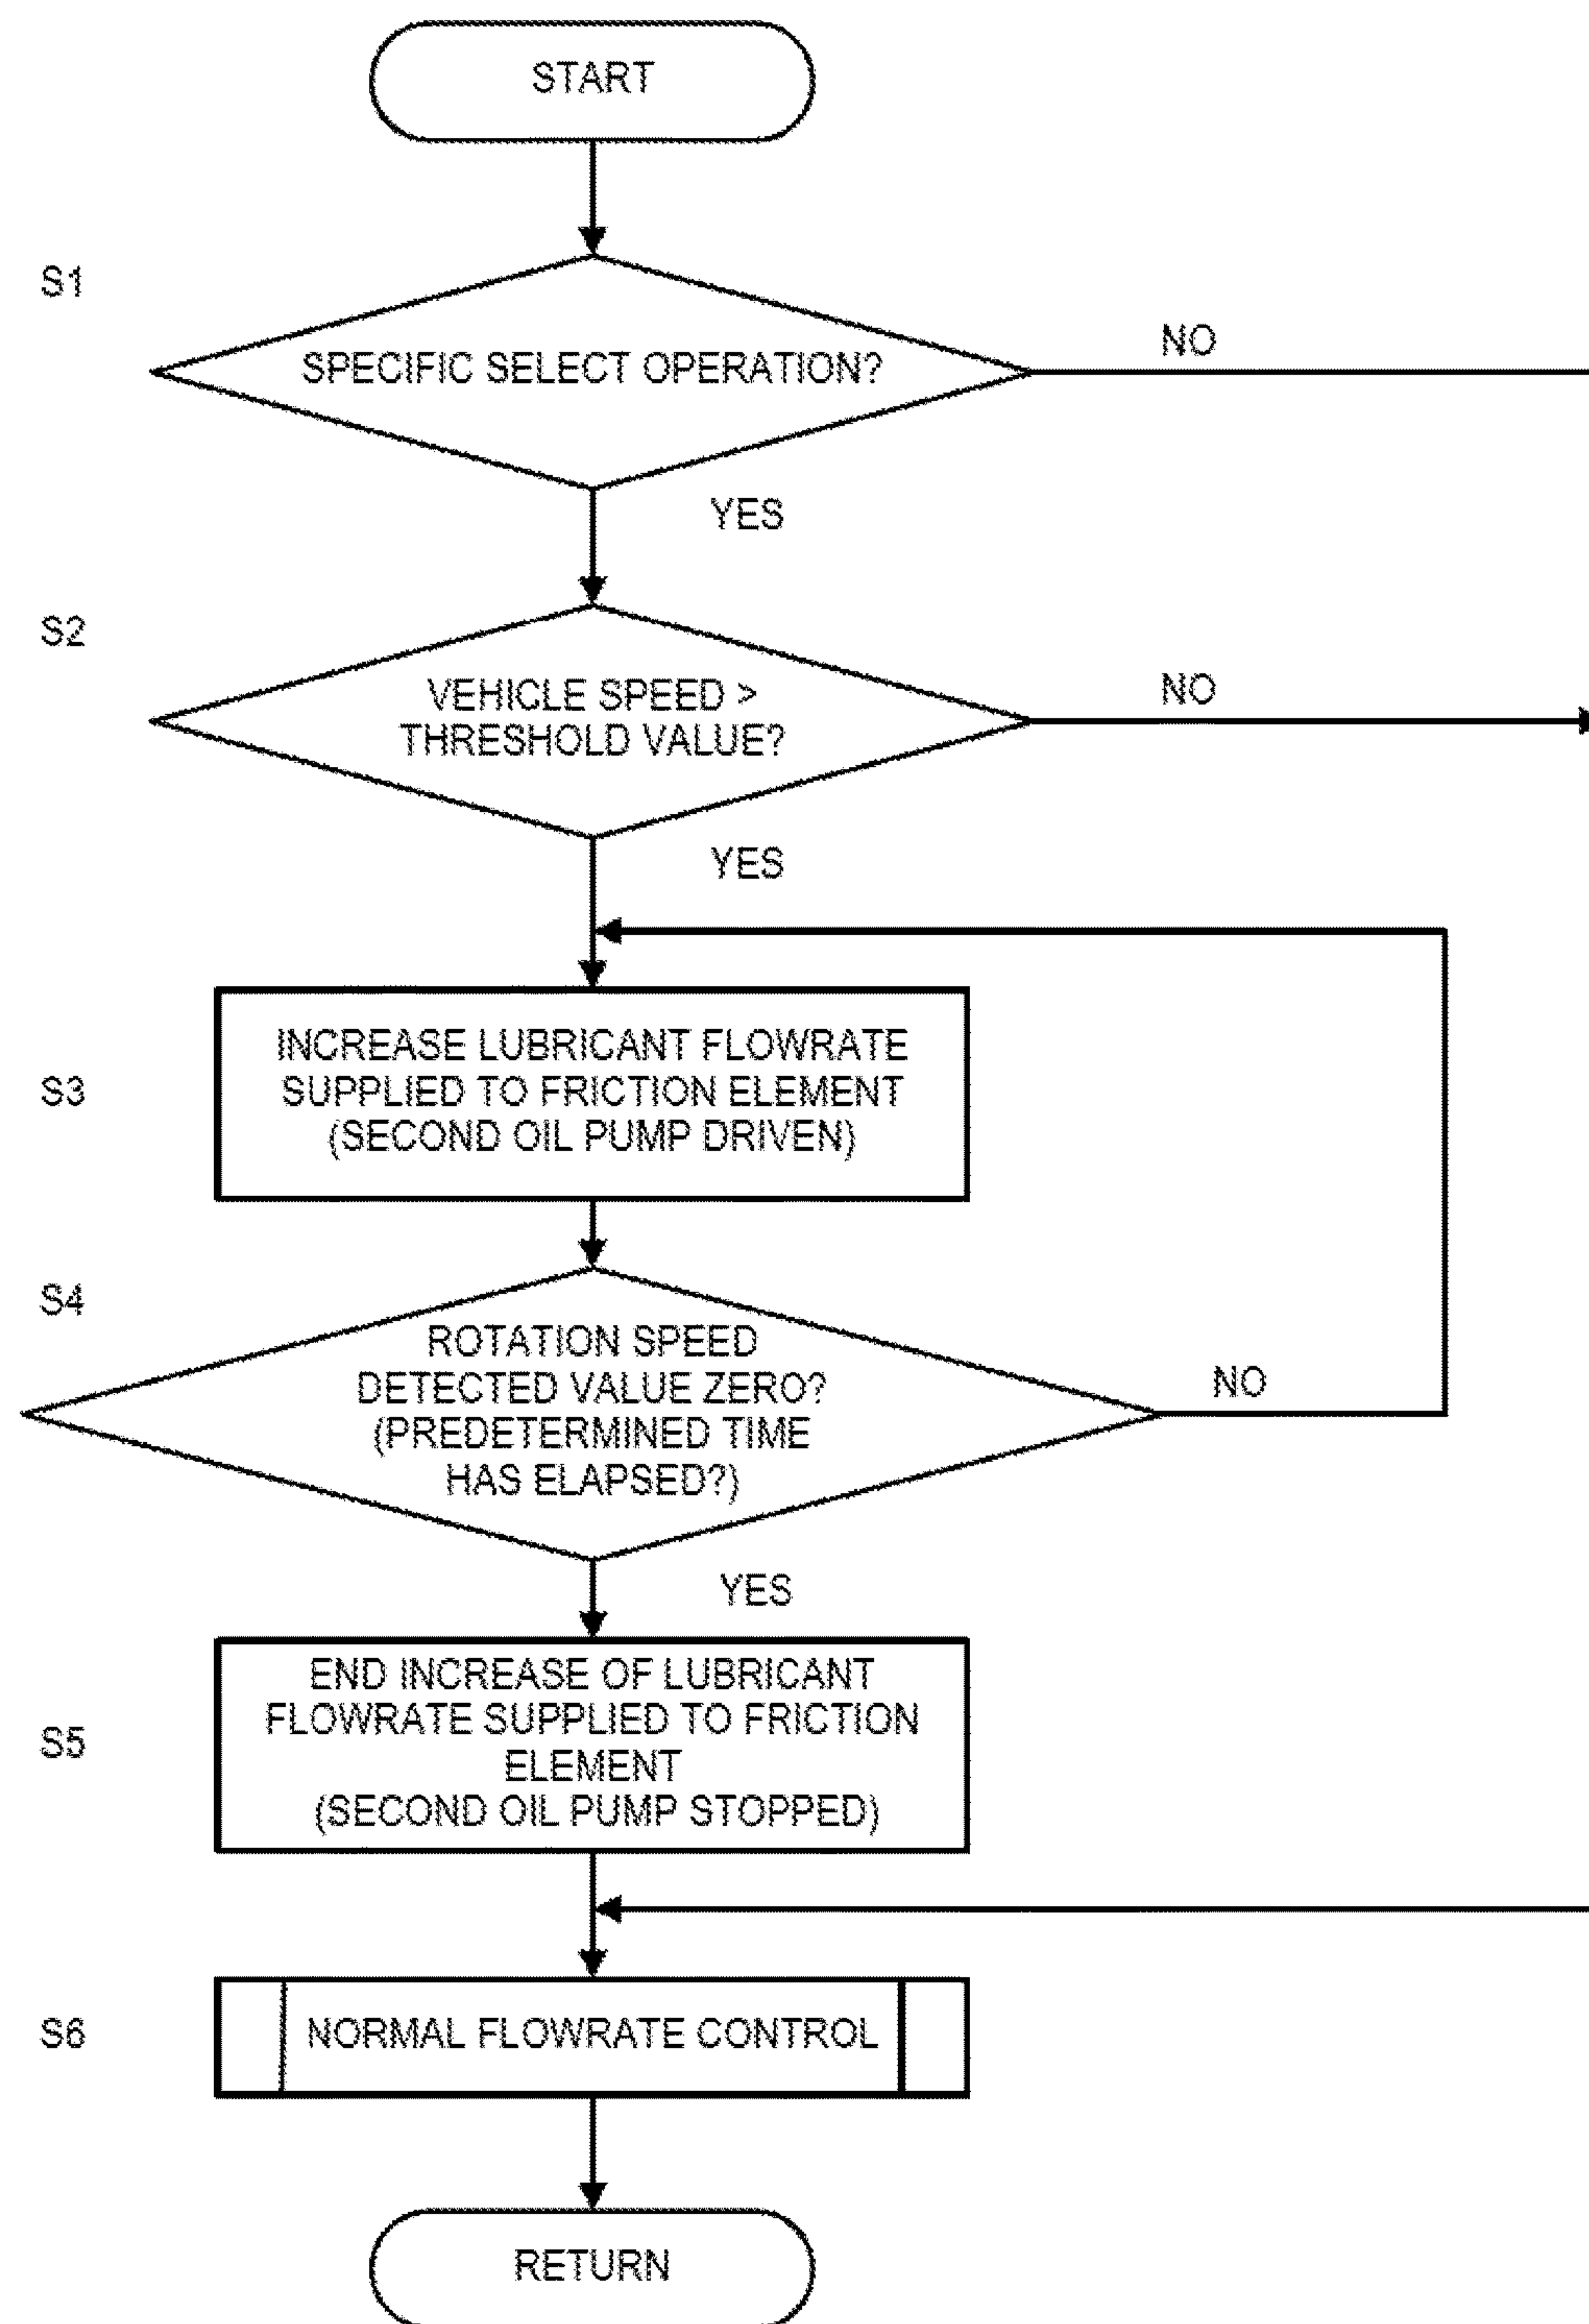 START
S1
SPECIFIC SELECT OPERATION?
NO
YES
S2
VEHICLE SPEED >
THRESHOLD VALUE?
NO
YES
S3
INCREASE LUBRICANT FLOWRATE
SUPPLIED TO FRICTION ELEMENT
(SECOND OIL PUMP DRIVEN)
S4
ROTATION SPEED
DETECTED VALUE ZERO?
(PREDETERMINED TIME
HAS ELAPSED?)
NO
YES
S5
END INCREASE OF LUBRICANT
FLOWRATE SUPPLIED TO FRICTION
ELEMENT
(SECOND OIL PUMP STOPPED)
S6
NORMAL FLOWRATE CONTROL
RETURN